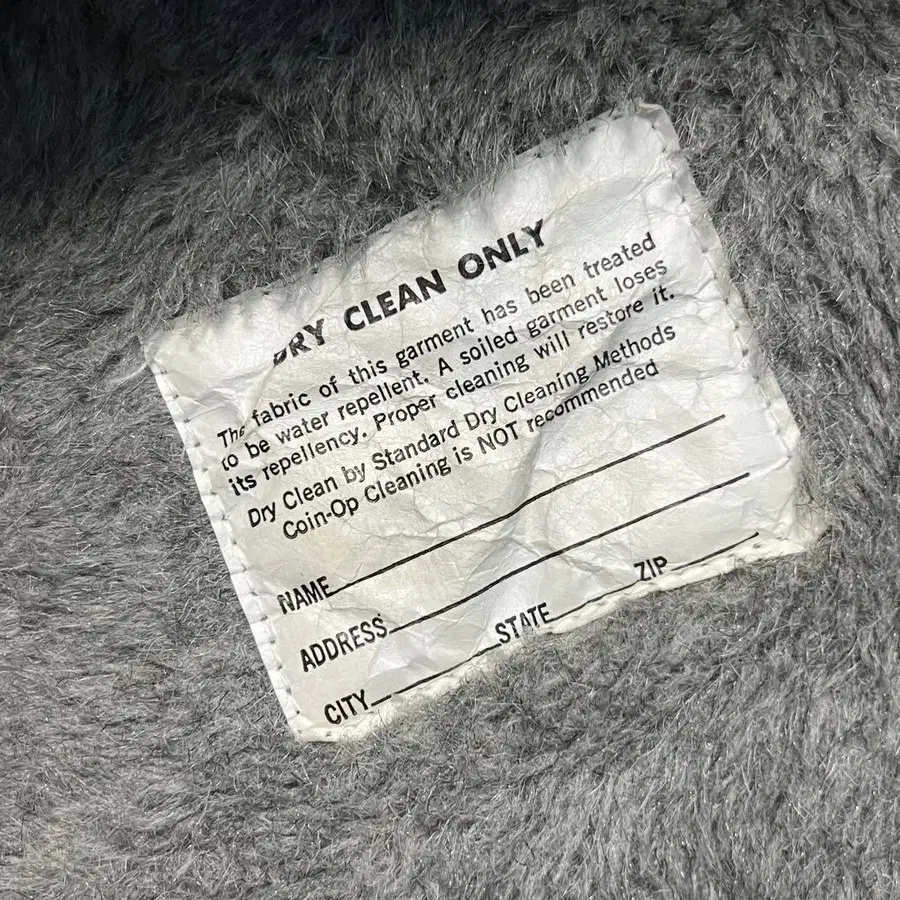 DRY CLEAN ONLY
The fabric of this garment has been treated
to be water repellent. A soiled garment loses
its repellency. Proper cleaning will restore it.
Dry Clean by Standard Dry Cleaning Methods
Coin-Op Cleaning is NOT recommended
NAME
ADDRESS
CITY STATE ZIP